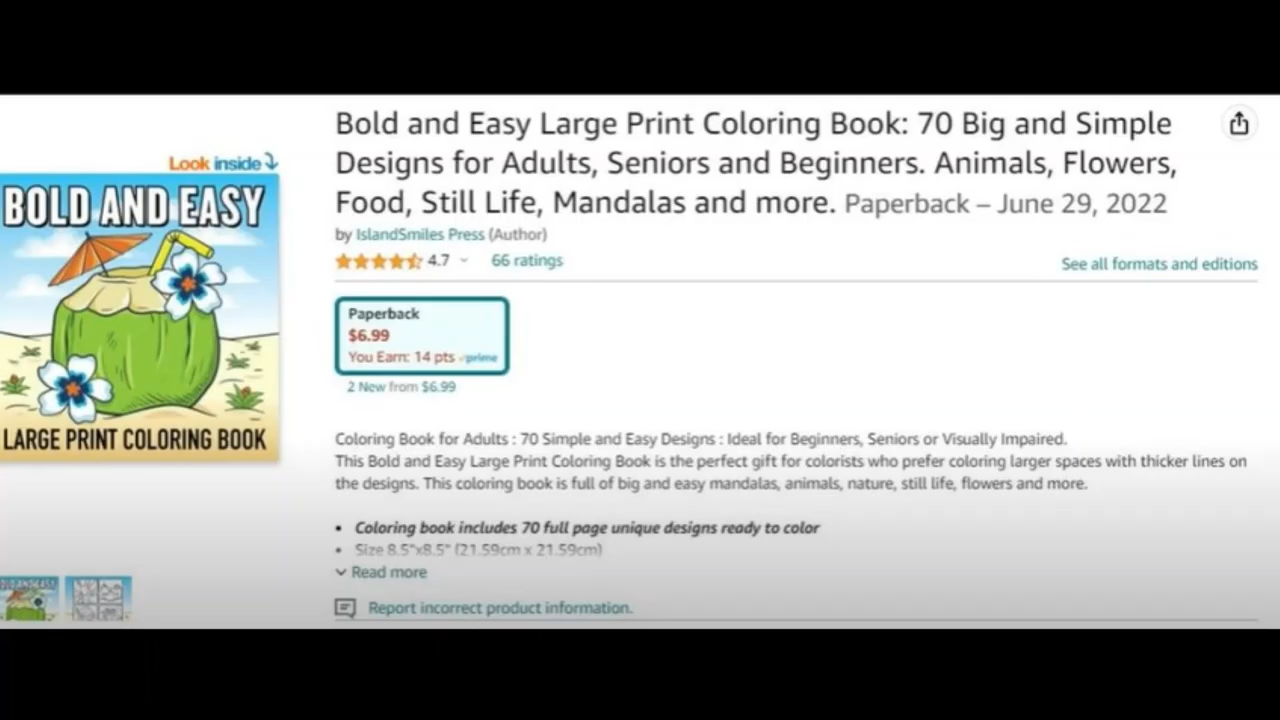 Look inside
BOLD AND EASY
LARGE PRINT COLORING BOOK
Bold and Easy Large Print Coloring Book: 70 Big and Simple
Designs for Adults, Seniors and Beginners. Animals, Flowers,
Food, Still Life, Mandalas and more. Paperback – June 29, 2022
by IslandSmiles Press (Author)
4.7 66 ratings
See all formats and editions
Paperback
$6.99
You Earn: 14 pts prime
2 New from $6.99
Coloring Book for Adults : 70 Simple and Easy Designs : Ideal for Beginners, Seniors or Visually Impaired.
This Bold and Easy Large Print Coloring Book is the perfect gift for colorists who prefer coloring larger spaces with thicker lines on
the designs. This coloring book is full of big and easy mandalas, animals, nature, still life, flowers and more.
• Coloring book includes 70 full page unique designs ready to color
• Size 8.5"x8.5" (21.59cm x 21.59cm)
Read more
Report incorrect product information.
BOLD AND EASY